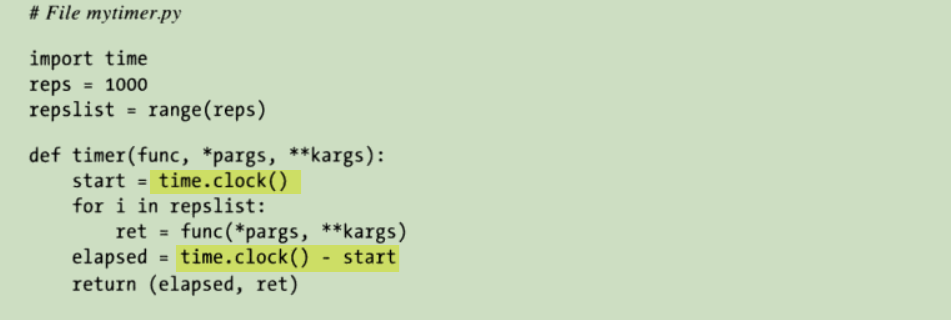 # File mytimer.py
import time
reps = 1000
repslist = range(reps)
def timer(func, *pargs, **kargs):
    start = time.clock()
    for i in repslist:
        ret = func(*pargs, **kargs)
    elapsed = time.clock() - start
    return (elapsed, ret)